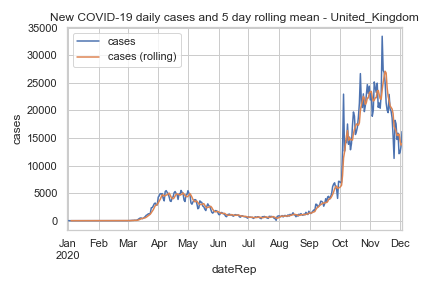 New COVID-19 daily cases and 5 day rolling mean - United_Kingdom
35000
30000
25000
20000
15000
10000
5000
0
cases
cases
cases (rolling)
Jan Feb Mar Apr May Jun Jul Aug Sep Oct Nov Dec
2020
dateRep